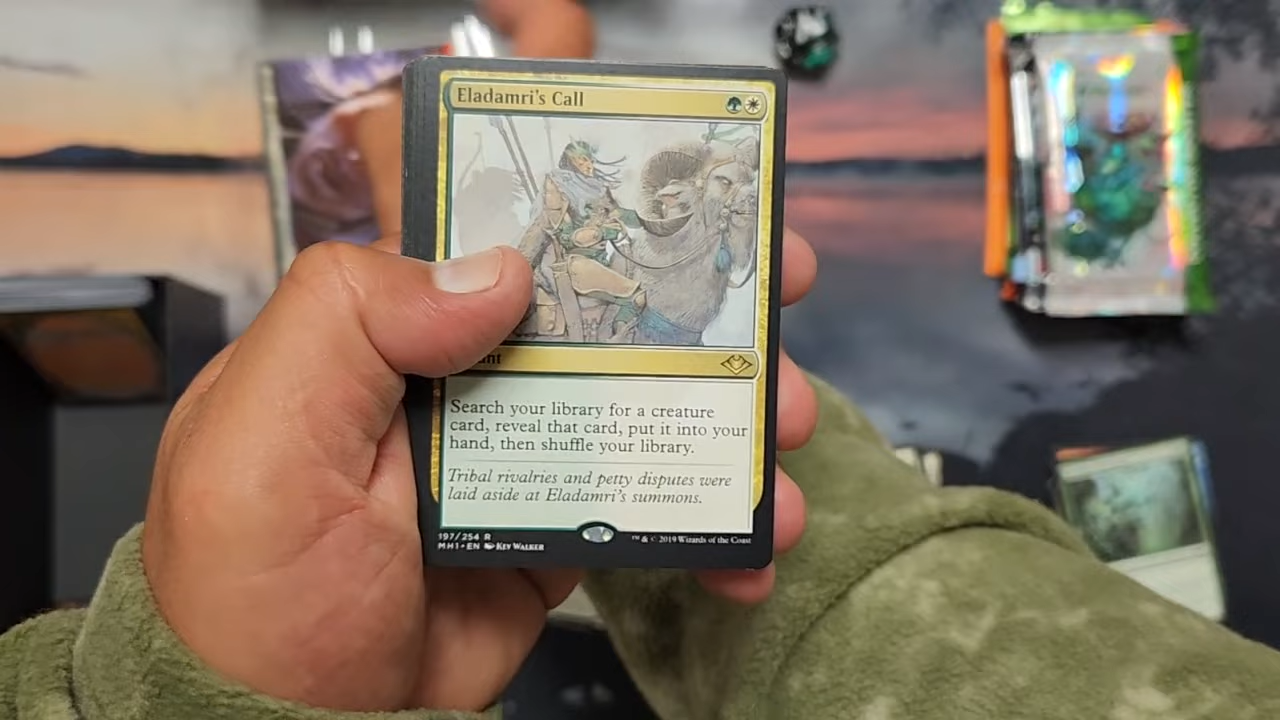 Eladamri's Call
Search your library for a creature
card, reveal that card, put it into your
hand, then shuffle your library.
Tribal rivalries and petty disputes were
laid aside at Eladamri's summons.
197/254 R
MH1 • EN Kev Walker
™ & © 2019 Wizards of the Coast